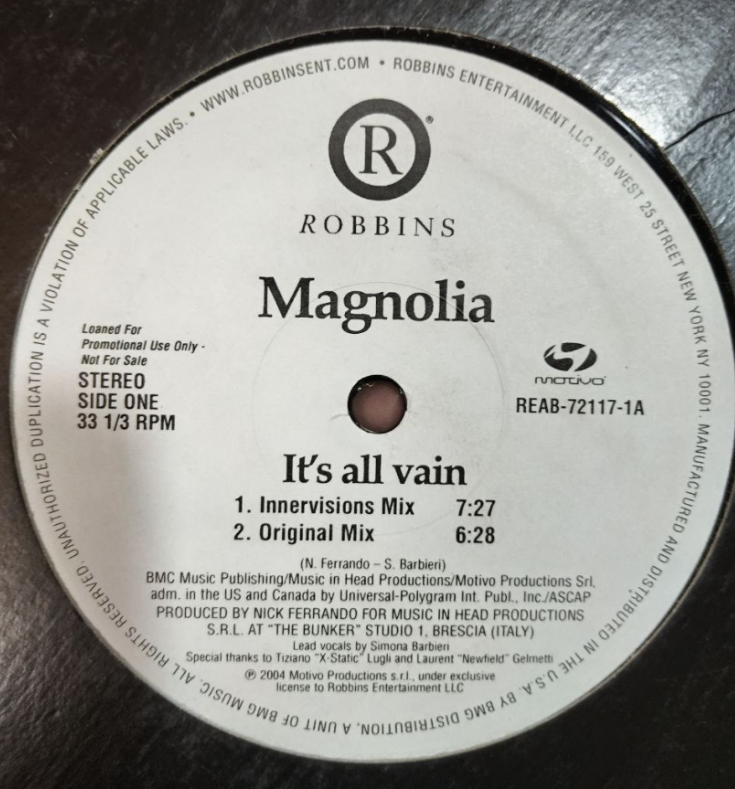 WWW.ROBBINSENT.COM • ROBBINS ENTERTAINMENT LLC 159 WEST 25 STREET NEW YORK NY 10001. MANUFACTURED AND DISTRIBUTED IN THE U.S.A. BY BMG DISTRIBUTION, A UNIT OF BMG MUSIC. ALL RIGHTS RESERVED. UNAUTHORIZED DUPLICATION IS A VIOLATION OF APPLICABLE LAWS. •
R®
ROBBINS
Magnolia
Loaned For
Promotional Use Only -
Not For Sale
STEREO
SIDE ONE
33 1/3 RPM
motivo
REAB-72117-1A
It's all vain
1. Innervisions Mix 7:27
2. Original Mix 6:28
(N. Ferrando – S. Barbieri)
BMC Music Publishing/Music in Head Productions/Motivo Productions Srl,
adm. in the US and Canada by Universal-Polygram Int. Publ., Inc./ASCAP
PRODUCED BY NICK FERRANDO FOR MUSIC IN HEAD PRODUCTIONS
S.R.L. AT "THE BUNKER" STUDIO 1, BRESCIA (ITALY)
Lead vocals by Simona Barbieri
Special thanks to Tiziano "X-Static" Lugli and Laurent "Newfield" Gelmetti
℗ 2004 Motivo Productions s.r.l., under exclusive
license to Robbins Entertainment LLC